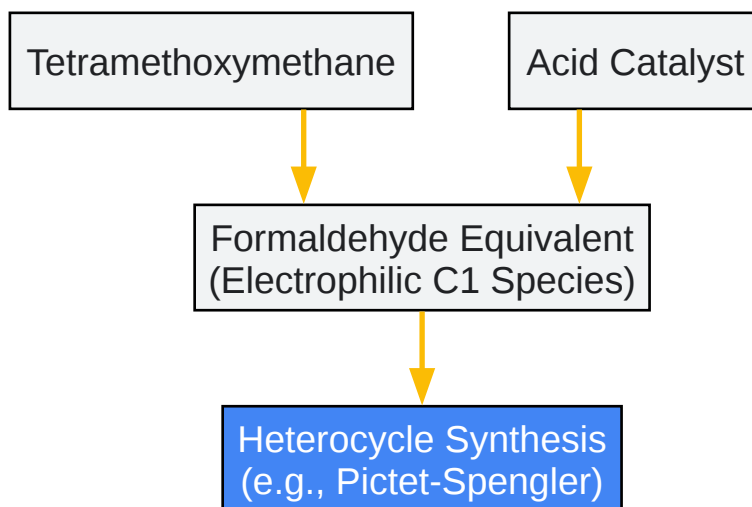 Tetramethoxymethane
Acid Catalyst
Formaldehyde Equivalent
(Electrophilic C1 Species)
Heterocycle Synthesis
(e.g., Pictet-Spengler)